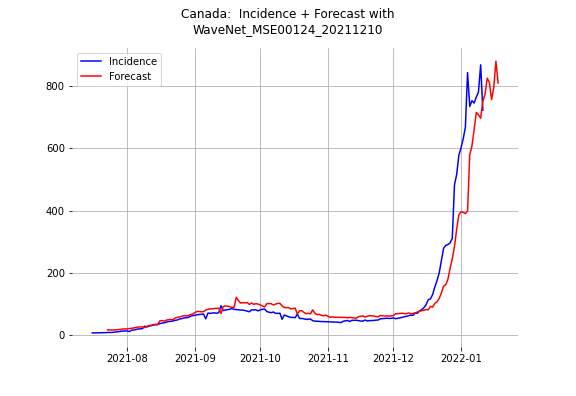 Canada:  Incidence + Forecast with
WaveNet_MSE00124_20211210
Incidence
Forecast
800
600
400
200
0
2021-08 2021-09 2021-10 2021-11 2021-12 2022-01